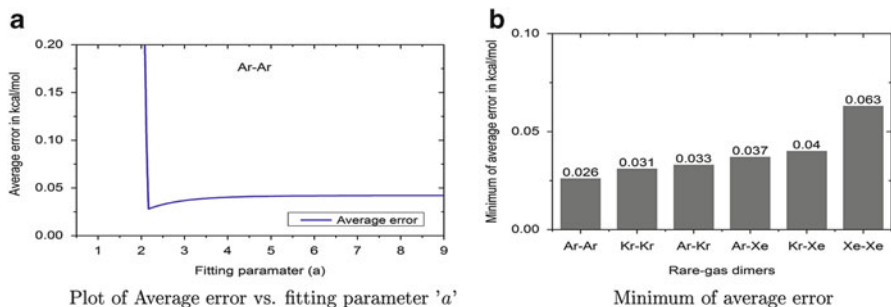 a
0.20
0.15
0.10
0.05
0.00
Average error in kcal/mol
Ar-Ar
Average error
1 2 3 4 5 6 7 8 9
Fitting paramater (a)
Plot of Average error vs. fitting parameter 'a'
b
0.10
0.05
0.00
Minimum of average error in kcal/mol
0.026
0.031
0.033
0.037
0.04
0.063
Ar-Ar Kr-Kr Ar-Kr Ar-Xe Kr-Xe Xe-Xe
Rare-gas dimers
Minimum of average error